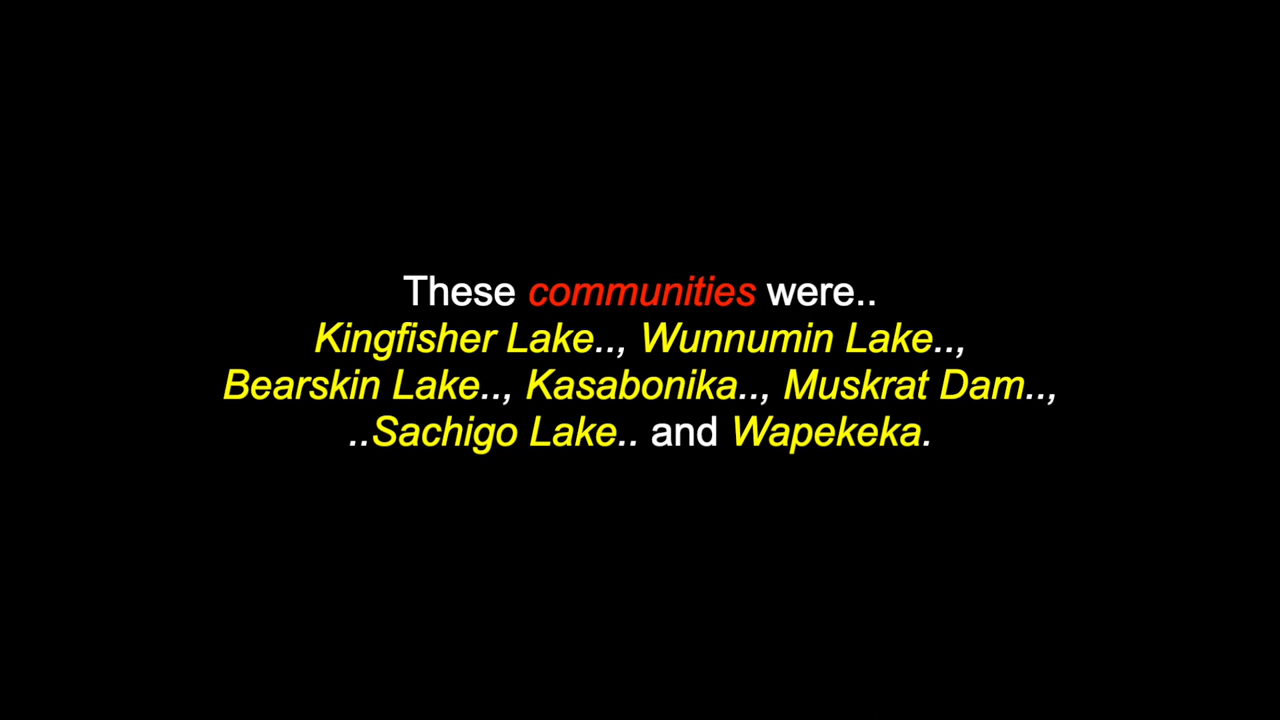 These communities were..
Kingfisher Lake.., Wunnumin Lake..,
Bearskin Lake.., Kasabonika.., Muskrat Dam..,
..Sachigo Lake.. and Wapekeka.